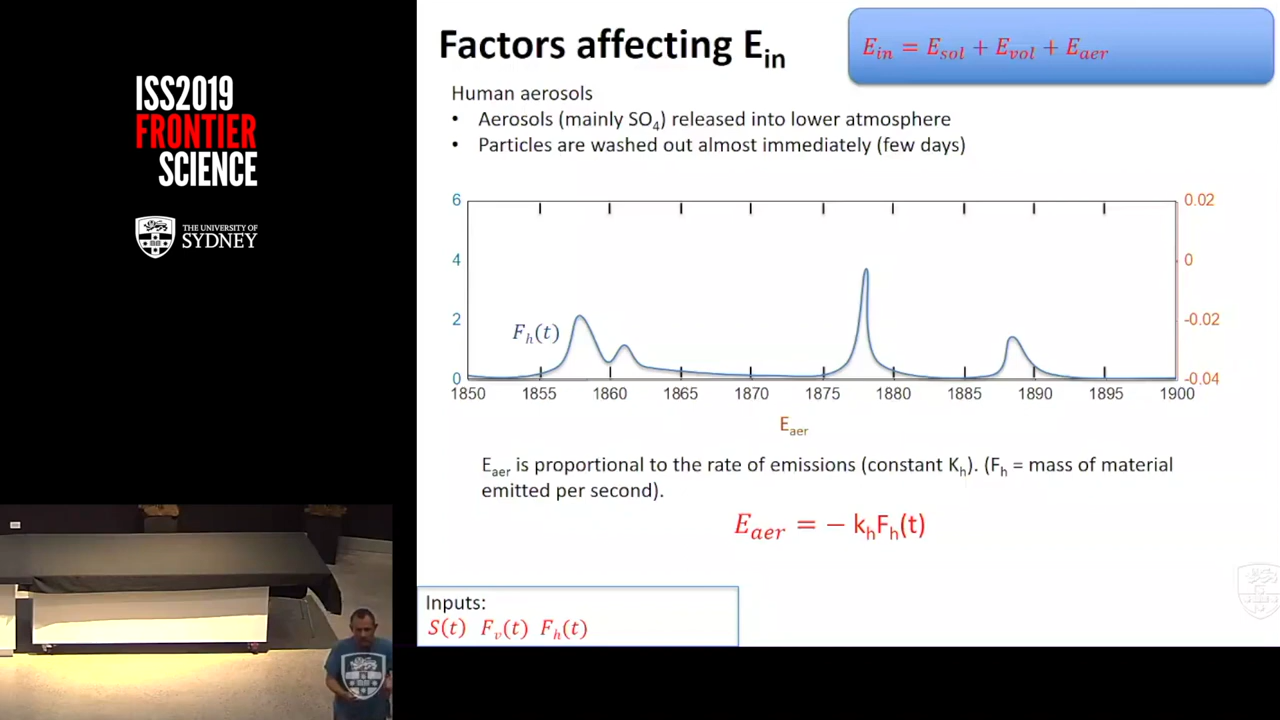 ISS2019
FRONTIER
SCIENCE
THE UNIVERSITY OF
SYDNEY
Factors affecting E_in
E_in = E_sol + E_vol + E_aer
Human aerosols
• Aerosols (mainly SO₄) released into lower atmosphere
• Particles are washed out almost immediately (few days)
6
4
2
0
0.02
0
-0.02
-0.04
F_h(t)
1850 1855 1860 1865 1870 1875 1880 1885 1890 1895 1900
E_aer
E_aer is proportional to the rate of emissions (constant K_h). (F_h = mass of material
emitted per second).
E_aer = − k_hF_h(t)
Inputs:
S(t) F_v(t) F_h(t)